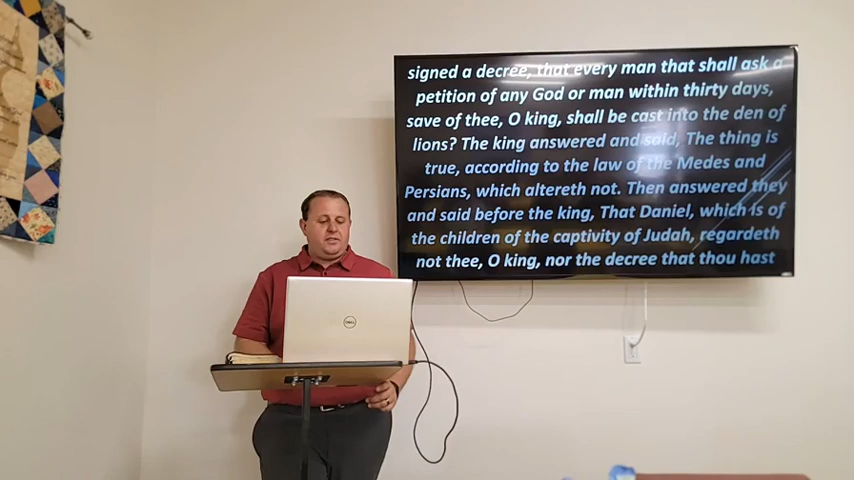 signed a decree, that every man that shall ask a
petition of any God or man within thirty days,
save of thee, O king, shall be cast into the den of
lions? The king answered and said, The thing is
true, according to the law of the Medes and
Persians, which altereth not. Then answered they
and said before the king, That Daniel, which is of
the children of the captivity of Judah, regardeth
not thee, O king, nor the decree that thou hast
DELL